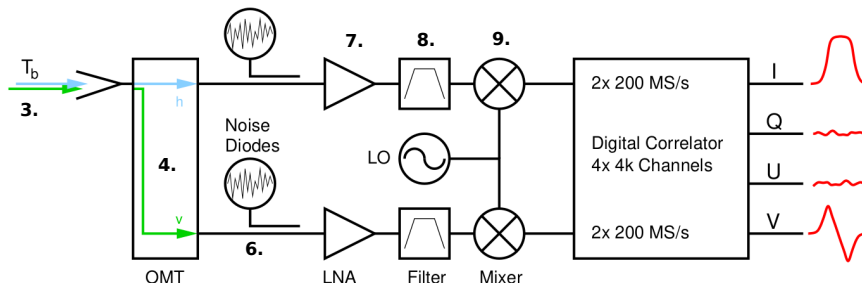 7.
8.
9.
T_b
3.
h
2x 200 MS/s
I
Q
Noise
Diodes
4.
LO
Digital Correlator
4x 4k Channels
U
v
6.
2x 200 MS/s
V
OMT
LNA
Filter
Mixer